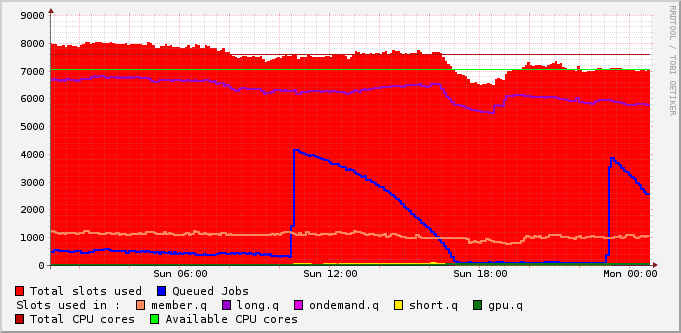 9000
8000
7000
6000
5000
4000
3000
2000
1000
0
Sun 06:00 Sun 12:00 Sun 18:00 Mon 00:00
Total slots used Queued Jobs
Slots used in : member.q long.q ondemand.q short.q gpu.q
Total CPU cores Available CPU cores
RRDTOOL / TOBI OETIKER